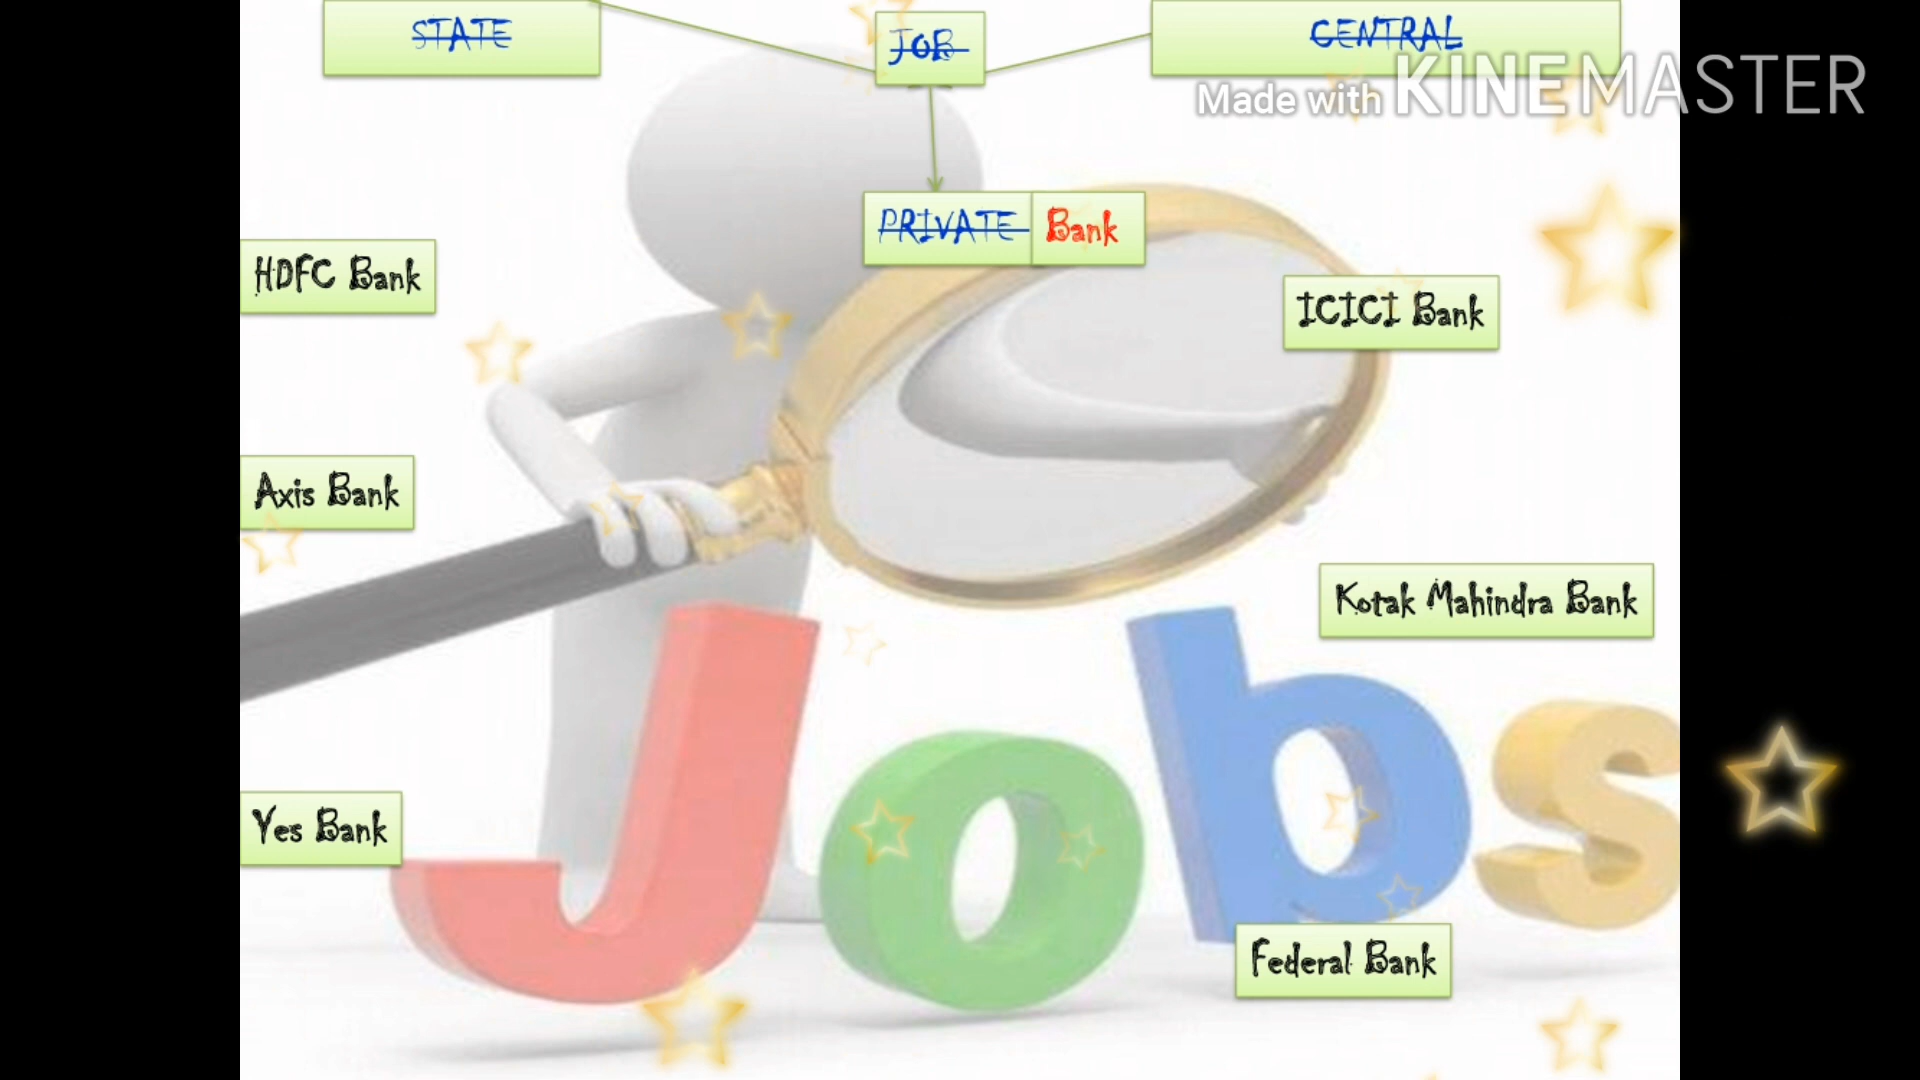 STATE
JOB
CENTRAL
Made with KINEMASTER
PRIVATE Bank
HDFC Bank
ICICI Bank
Axis Bank
Kotak Mahindra Bank
Jobs
Yes Bank
Federal Bank